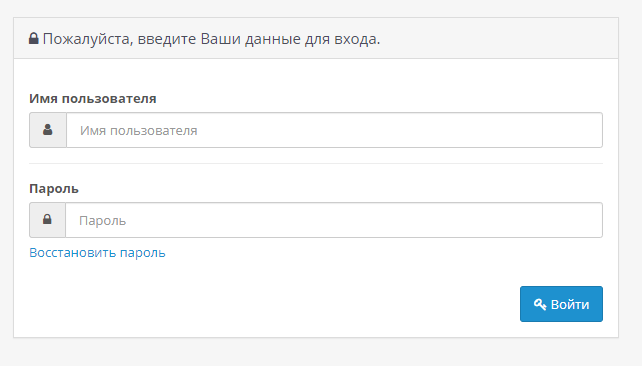 Пожалуйста, введите Ваши данные для входа.
Имя пользователя
Имя пользователя
Пароль
Пароль
Восстановить пароль
Войти